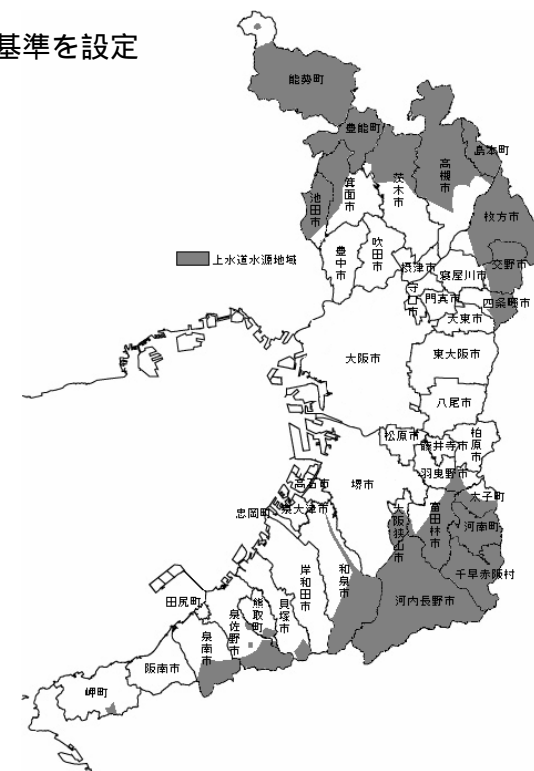 基準を設定
能勢町
豊能町
島本町
高槻市
茨木市
箕面市
池田市
枚方市
豊中市
吹田市
交野市
摂津市
寝屋川市
上水道水源地域
守口市
門真市
四条畷市
大東市
大阪市
東大阪市
八尾市
松原市
藤井寺市
柏原市
羽曳野市
堺市
高石市
太子町
泉大津市
忠岡町
大阪狭山市
富田林市
河南町
千早赤阪村
和泉市
岸和田市
貝塚市
河内長野市
熊取町
田尻町
泉佐野市
泉南市
阪南市
岬町